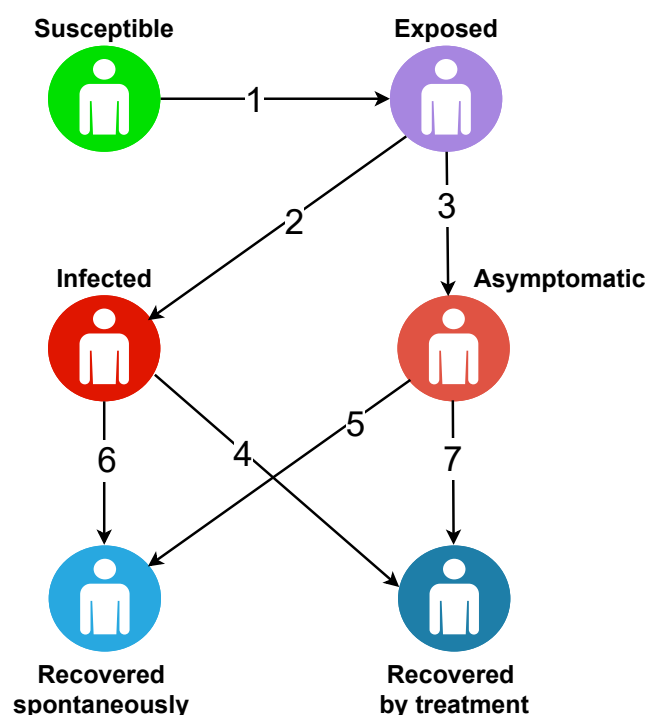 Susceptible
Exposed
1
2
3
Infected
Asymptomatic
6
4
5
7
Recovered
spontaneously
Recovered
by treatment